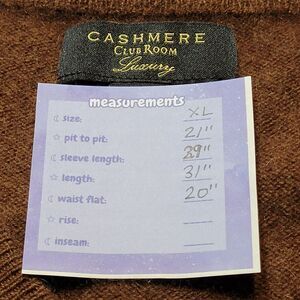 CASHMERE
CLUB ROOM
Luxury
measurements
☾ size: XL
☆ pit to pit: 21"
☾ sleeve length: 29"
☆ length: 31"
☾ waist flat: 20"
☆ rise:
☾ inseam: